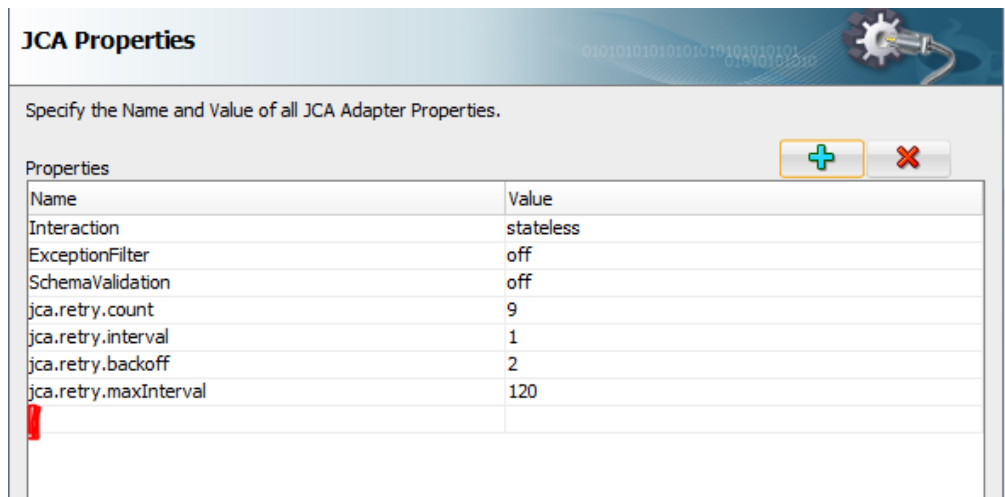 JCA Properties
Specify the Name and Value of all JCA Adapter Properties.
Properties
Name Value
Interaction stateless
ExceptionFilter off
SchemaValidation off
jca.retry.count 9
jca.retry.interval 1
jca.retry.backoff 2
jca.retry.maxInterval 120